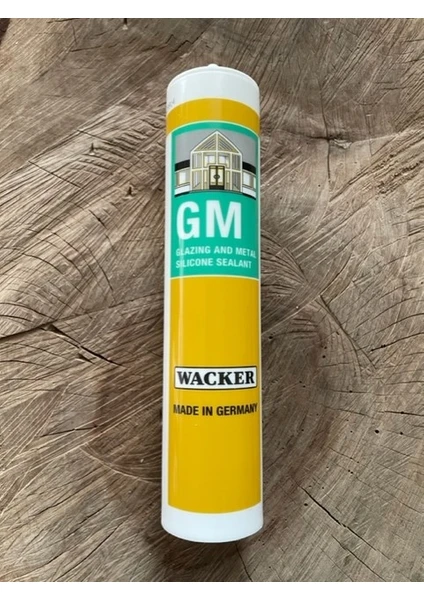 GM
GLAZING AND METAL
SILICONE SEALANT
WACKER
MADE IN GERMANY